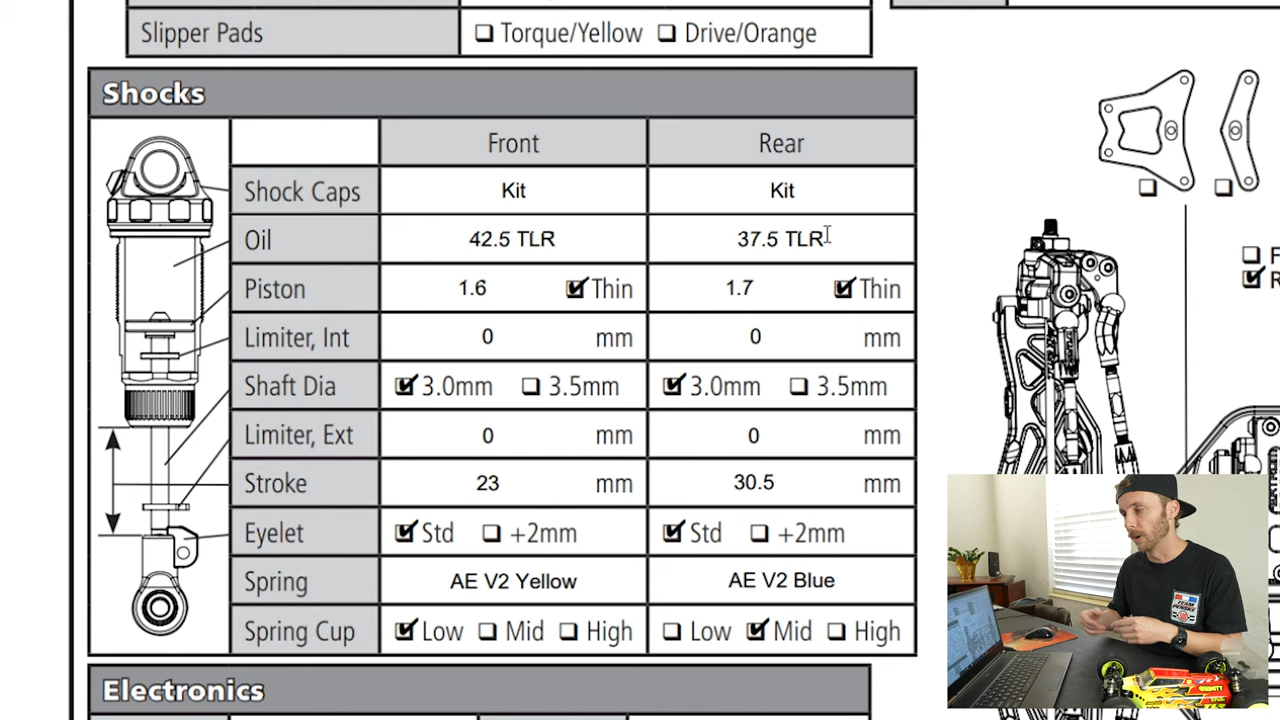 Slipper Pads Torque/Yellow Drive/Orange
Shocks
Front Rear
Shock Caps Kit Kit
Oil 42.5 TLR 37.5 TLR
Piston 1.6 Thin 1.7 Thin
Limiter, Int 0 mm 0 mm
Shaft Dia 3.0mm 3.5mm 3.0mm 3.5mm
Limiter, Ext 0 mm 0 mm
Stroke 23 mm 30.5 mm
Eyelet Std +2mm Std +2mm
Spring AE V2 Yellow AE V2 Blue
Spring Cup Low Mid High Low Mid High
Electronics
F
R
TEAM